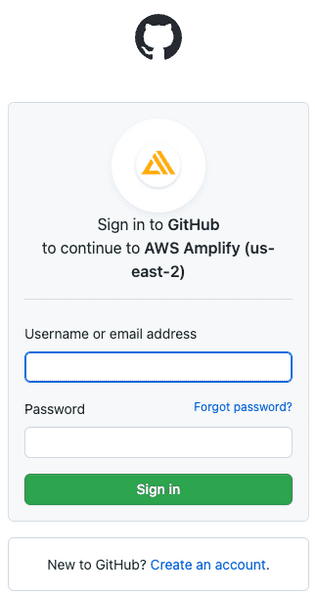 Sign in to GitHub
to continue to AWS Amplify (us-
east-2)
Username or email address
Password
Forgot password?
Sign in
New to GitHub? Create an account.